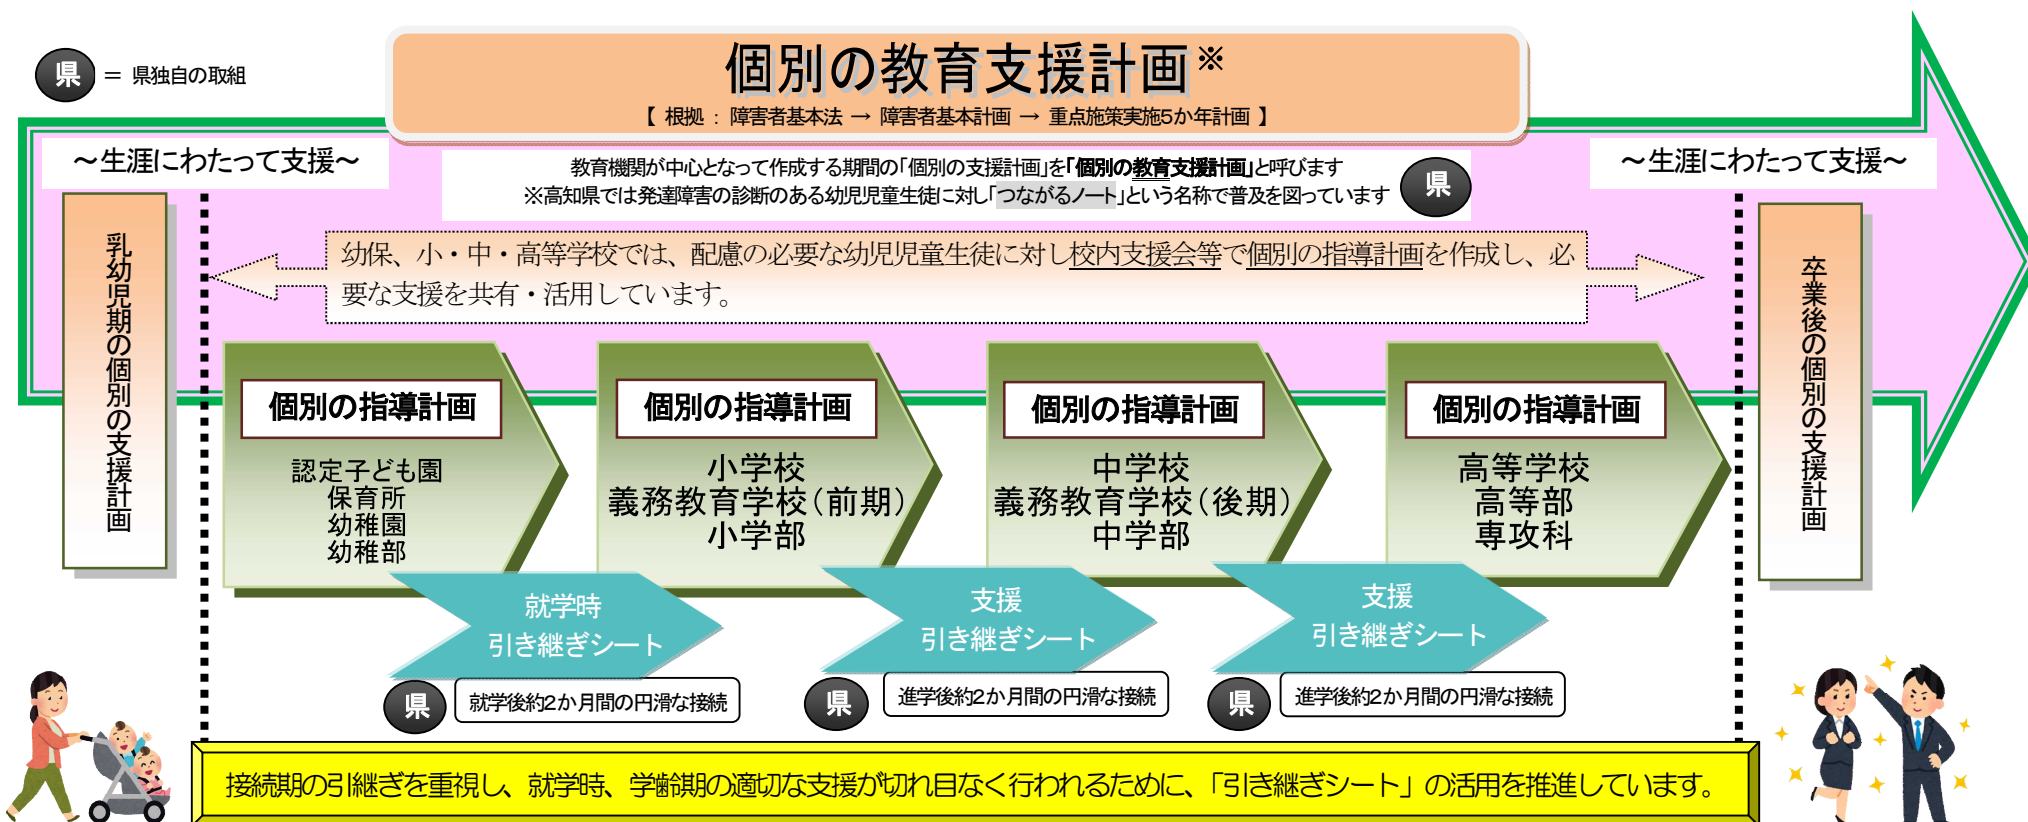 県 ＝ 県独自の取組
個別の教育支援計画※
【 根拠 ： 障害者基本法 → 障害者基本計画 → 重点施策実施5か年計画 】
～生涯にわたって支援～
教育機関が中心となって作成する期間の「個別の支援計画」を「個別の教育支援計画」と呼びます
※高知県では発達障害の診断のある幼児児童生徒に対し「つながるノート」という名称で普及を図っています
県
～生涯にわたって支援～
乳幼児期の個別の支援計画
幼保、小・中・高等学校では、配慮の必要な幼児児童生徒に対し校内支援会等で個別の指導計画を作成し、必
要な支援を共有・活用しています。
卒業後の個別の支援計画
個別の指導計画
認定子ども園
保育所
幼稚園
幼稚部
個別の指導計画
小学校
義務教育学校（前期）
小学部
個別の指導計画
中学校
義務教育学校（後期）
中学部
個別の指導計画
高等学校
高等部
専攻科
就学時
引き継ぎシート
支援
引き継ぎシート
支援
引き継ぎシート
県
就学後約2か月間の円滑な接続
県
進学後約2か月間の円滑な接続
県
進学後約2か月間の円滑な接続
接続期の引継ぎを重視し、就学時、学齢期の適切な支援が切れ目なく行われるために、「引き継ぎシート」の活用を推進しています。